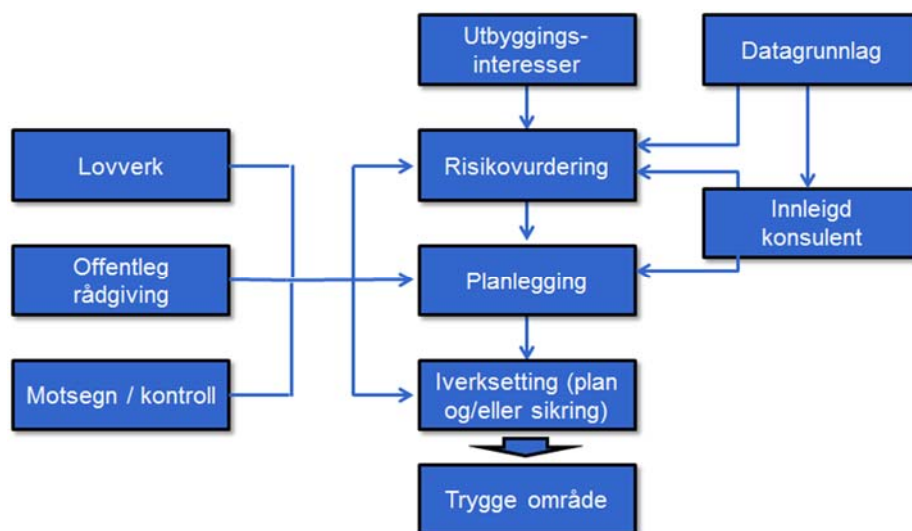 Utbyggings-
interesser
Datagrunnlag
Lovverk
Risikovurdering
Innleigd
konsulent
Offentleg
rådgiving
Planlegging
Motsegn / kontroll
Iverksetting (plan
og/eller sikring)
Trygge område